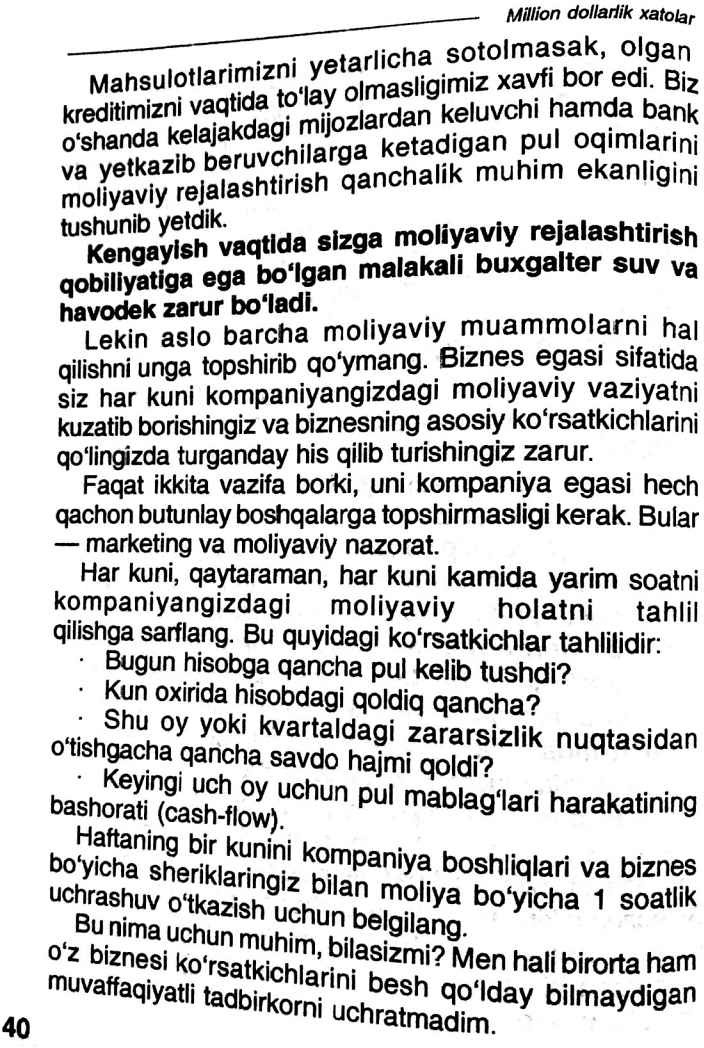 Million dollarlik xatolar
Mahsulotlarimizni yetarlicha sotolmasak, olgan
kreditimizni vaqtida to‘lay olmasligimiz xavfi bor edi. Biz
o‘shanda kelajakdagi mijozlardan keluvchi hamda bank
va yetkazib beruvchilarga ketadigan pul oqimlarini
moliyaviy rejalashtirish qanchalik muhim ekanligini
tushunib yetdik.
Kengayish vaqtida sizga moliyaviy rejalashtirish
qobiliyatiga ega bo‘lgan malakali buxgalter suv va
havodek zarur bo‘ladi.
Lekin aslo barcha moliyaviy muammolarni hal
qilishni unga topshirib qo‘ymang. Biznes egasi sifatida
siz har kuni kompaniyangizdagi moliyaviy vaziyatni
kuzatib borishingiz va biznesning asosiy ko‘rsatkichlarini
qo‘lingizda turganday his qilib turishingiz zarur.
Faqat ikkita vazifa borki, uni kompaniya egasi hech
qachon butunlay boshqalarga topshirmasligi kerak. Bular
— marketing va moliyaviy nazorat.
Har kuni, qaytaraman, har kuni kamida yarim soatni
kompaniyangizdagi moliyaviy holatni tahlil
qilishga sarflang. Bu quyidagi ko‘rsatkichlar tahlilidir:
· Bugun hisobga qancha pul kelib tushdi?
· Kun oxirida hisobdagi qoldiq qancha?
· Shu oy yoki kvartaldagi zararsizlik nuqtasidan
o‘tishgacha qancha savdo hajmi qoldi?
· Keyingi uch oy uchun pul mablag‘lari harakatining
bashorati (cash-flow).
Haftaning bir kunini kompaniya boshliqlari va biznes
bo‘yicha sheriklaringiz bilan moliya bo‘yicha 1 soatlik
uchrashuv o‘tkazish uchun belgilang.
Bu nima uchun muhim, bilasizmi? Men hali birorta ham
o‘z biznesi ko‘rsatkichlarini besh qo‘lday bilmaydigan
muvaffaqiyatli tadbirkorni uchratmadim.
40